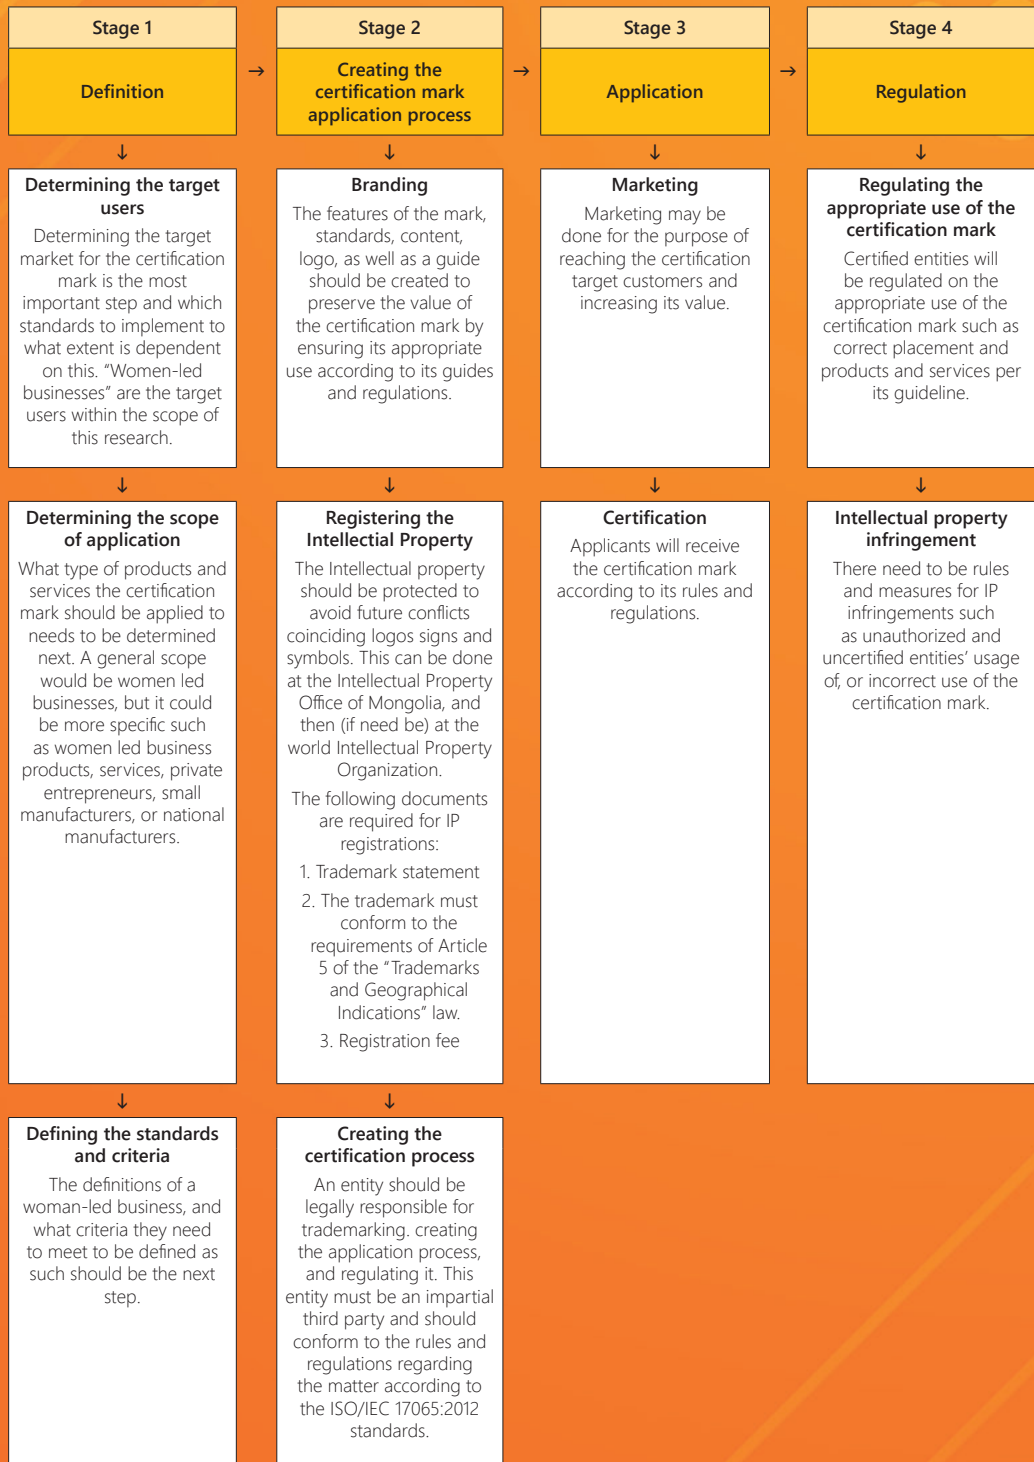 Stage 1
Definition
↓
Determining the target
users
Determining the target
market for the certification
mark is the most
important step and which
standards to implement to
what extent is dependent
on this. “Women-led
businesses” are the target
users within the scope of
this research.
↓
Determining the scope
of application
What type of products and
services the certification
mark should be applied to
needs to be determined
next. A general scope
would be women led
businesses, but it could
be more specific such
as women led business
products, services, private
entrepreneurs, small
manufacturers, or national
manufacturers.
↓
Defining the standards
and criteria
The definitions of a
woman-led business, and
what criteria they need
to meet to be defined as
such should be the next
step.
→
Stage 2
Creating the
certification mark
application process
↓
Branding
The features of the mark,
standards, content,
logo, as well as a guide
should be created to
preserve the value of
the certification mark by
ensuring its appropriate
use according to its guides
and regulations.
↓
Registering the
Intellectial Property
The Intellectual property
should be protected to
avoid future conflicts
coinciding logos signs and
symbols. This can be done
at the Intellectual Property
Office of Mongolia, and
then (if need be) at the
world Intellectual Property
Organization.
The following documents
are required for IP
registrations:
1. Trademark statement
2. The trademark must
conform to the
requirements of Article
5 of the “Trademarks
and Geographical
Indications” law.
3. Registration fee
↓
Creating the
certification process
An entity should be
legally responsible for
trademarking. creating
the application process,
and regulating it. This
entity must be an impartial
third party and should
conform to the rules and
regulations regarding
the matter according to
the ISO/IEC 17065:2012
standards.
→
Stage 3
Application
↓
Marketing
Marketing may be
done for the purpose of
reaching the certification
target customers and
increasing its value.
↓
Certification
Applicants will receive
the certification mark
according to its rules and
regulations.
→
Stage 4
Regulation
↓
Regulating the
appropriate use of the
certification mark
Certified entities will
be regulated on the
appropriate use of the
certification mark such as
correct placement and
products and services per
its guideline.
↓
Intellectual property
infringement
There need to be rules
and measures for IP
infringements such
as unauthorized and
uncertified entities’ usage
of, or incorrect use of the
certification mark.